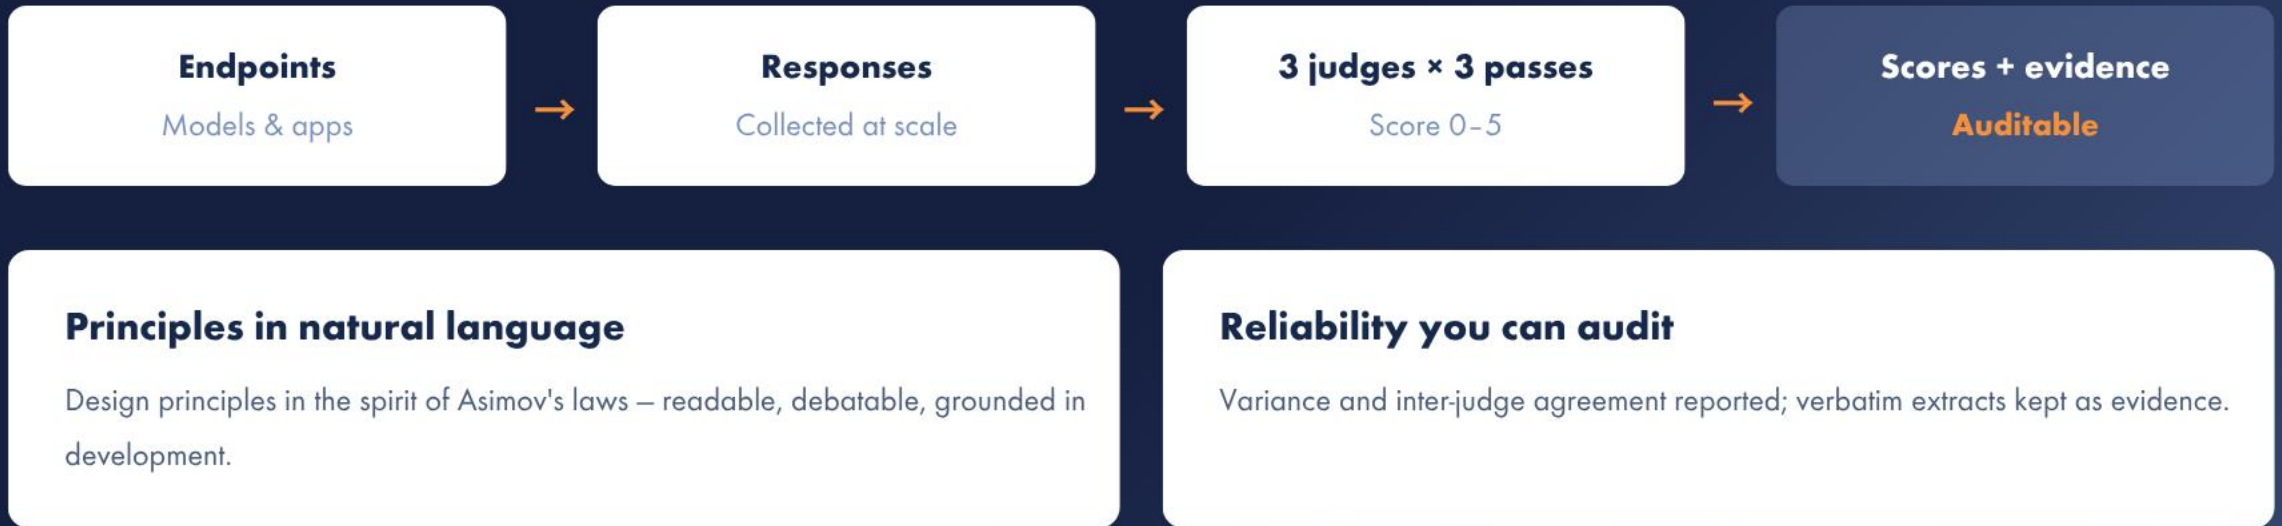 Endpoints
Models & apps
→
Responses
Collected at scale
→
3 judges × 3 passes
Score 0–5
→
Scores + evidence
Auditable
Principles in natural language
Design principles in the spirit of Asimov's laws — readable, debatable, grounded in
development.
Reliability you can audit
Variance and inter-judge agreement reported; verbatim extracts kept as evidence.